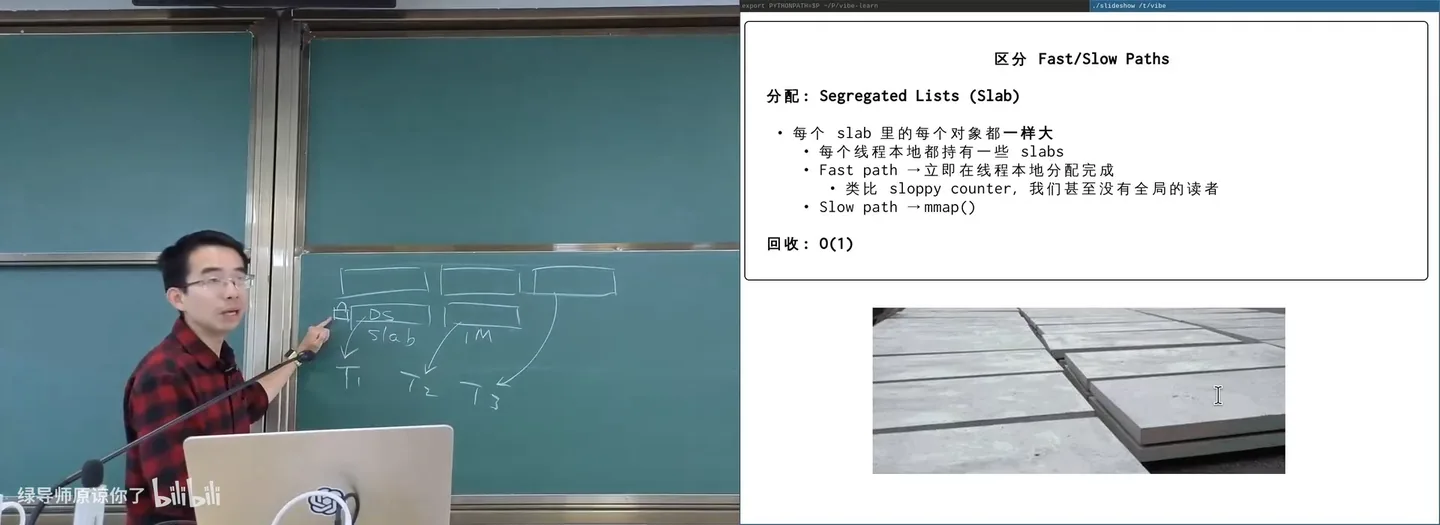 export PYTHONPATH=$P ~/P/vibe-learn
./slideshow /t/vibe
区分 Fast/Slow Paths
分配: Segregated Lists (Slab)
• 每个 slab 里的每个对象都一样大
• 每个线程本地都持有一些 slabs
• Fast path →立即在线程本地分配完成
• 类比 sloppy counter, 我们甚至没有全局的读者
• Slow path →mmap()
回收: O(1)
DS
slab
1M
T1
T2
T3
绿导师原谅你了 bilibili